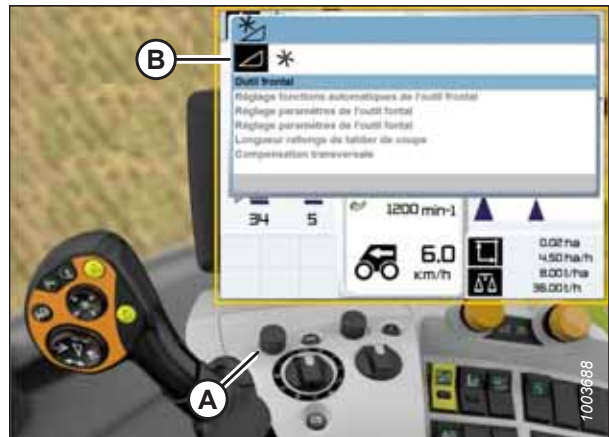 B
Outil frontal
Réglage fonctions automatiques de l'outil frontal
Réglage paramètres de l'outil fontal
Réglage paramètres de l'outil fontal
Longueur rallonge de tablier de coupe
Compensation transversale
34
5
1200 min-1
6.0
km/h
0.02 ha
4.50 ha/h
8.00 l/ha
36.00 l/h
A
1003688